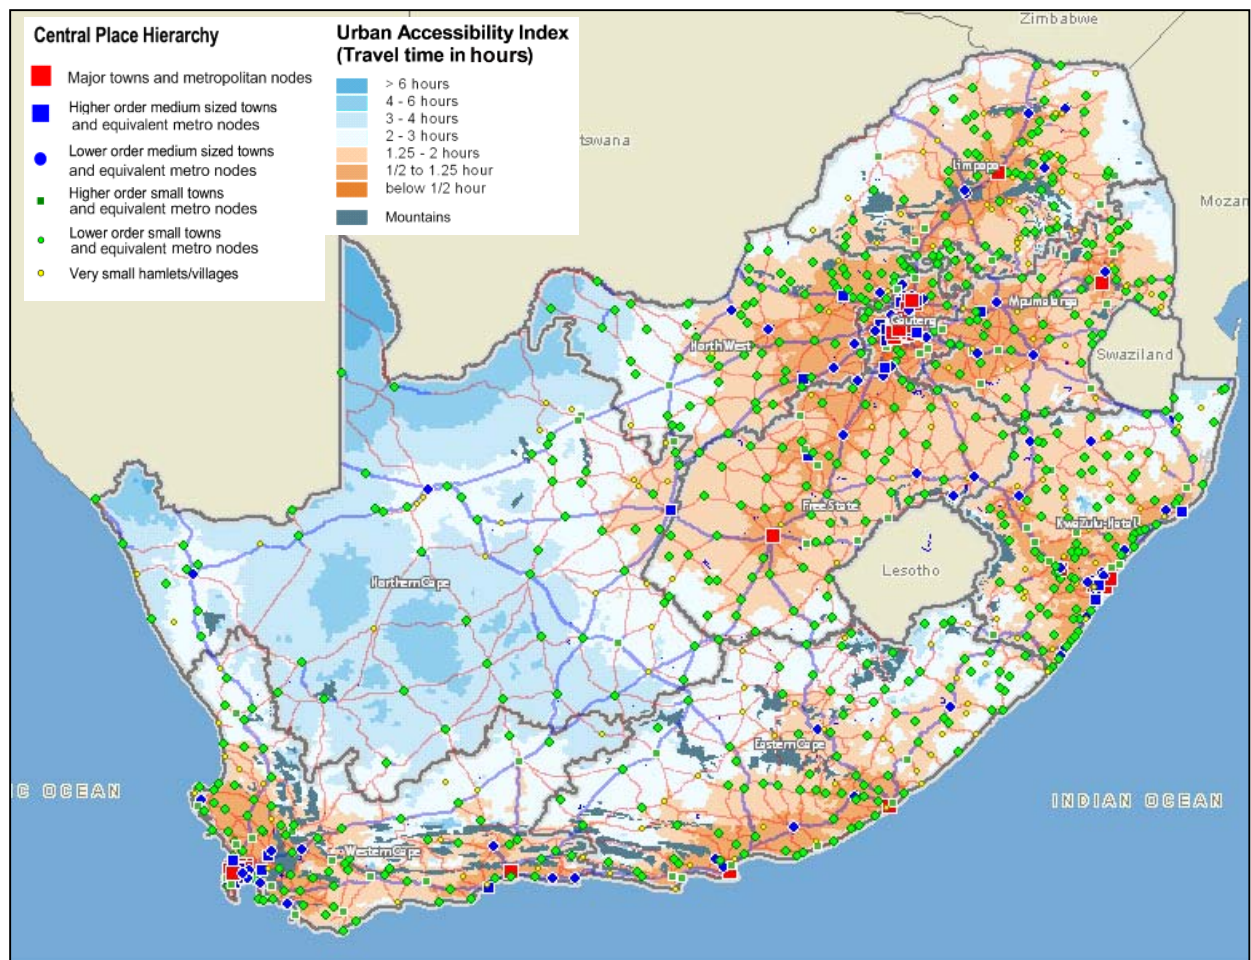 Central Place Hierarchy
Major towns and metropolitan nodes
Higher order medium sized towns
and equivalent metro nodes
Lower order medium sized towns
and equivalent metro nodes
Higher order small towns
and equivalent metro nodes
Lower order small towns
and equivalent metro nodes
Very small hamlets/villages
Urban Accessibility Index
(Travel time in hours)
> 6 hours
4 - 6 hours
3 - 4 hours
2 - 3 hours
1.25 - 2 hours
1/2 to 1.25 hour
below 1/2 hour
Mountains
Zimbabwe
tswana
Limpopo
Mozan
Mpumalanga
Gauteng
North West
Swaziland
Free State
KwaZulu-Natal
Lesotho
Northern Cape
Eastern Cape
Western Cape
C OCEAN
INDIAN OCEAN